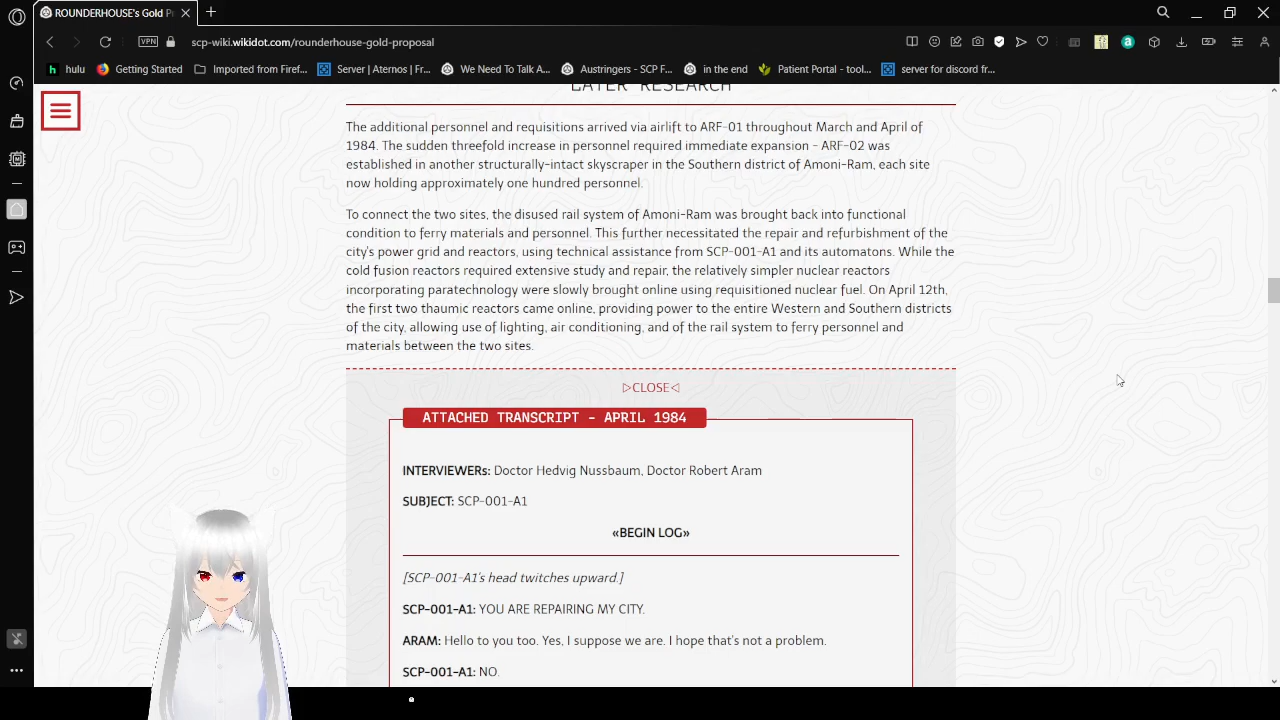 ROUNDERHOUSE's Gold Pr
scp-wiki.wikidot.com/rounderhouse-gold-proposal
VPN
hulu
Getting Started
Imported from Firef...
Server | Aternos | Fr...
We Need To Talk A...
Austringers - SCP F...
in the end
Patient Portal - tool...
server for discord fr...
LATER RESEARCH
The additional personnel and requisitions arrived via airlift to ARF-01 throughout March and April of
1984. The sudden threefold increase in personnel required immediate expansion - ARF-02 was
established in another structurally-intact skyscraper in the Southern district of Amoni-Ram, each site
now holding approximately one hundred personnel.
To connect the two sites, the disused rail system of Amoni-Ram was brought back into functional
condition to ferry materials and personnel. This further necessitated the repair and refurbishment of the
city's power grid and reactors, using technical assistance from SCP-001-A1 and its automatons. While the
cold fusion reactors required extensive study and repair, the relatively simpler nuclear reactors
incorporating paratechnology were slowly brought online using requisitioned nuclear fuel. On April 12th,
the first two thaumic reactors came online, providing power to the entire Western and Southern districts
of the city, allowing use of lighting, air conditioning, and of the rail system to ferry personnel and
materials between the two sites.
▷CLOSE◁
ATTACHED TRANSCRIPT - APRIL 1984
INTERVIEWERs: Doctor Hedvig Nussbaum, Doctor Robert Aram
SUBJECT: SCP-001-A1
«BEGIN LOG»
[SCP-001-A1's head twitches upward.]
SCP-001-A1: YOU ARE REPAIRING MY CITY.
ARAM: Hello to you too. Yes, I suppose we are. I hope that's not a problem.
SCP-001-A1: NO.